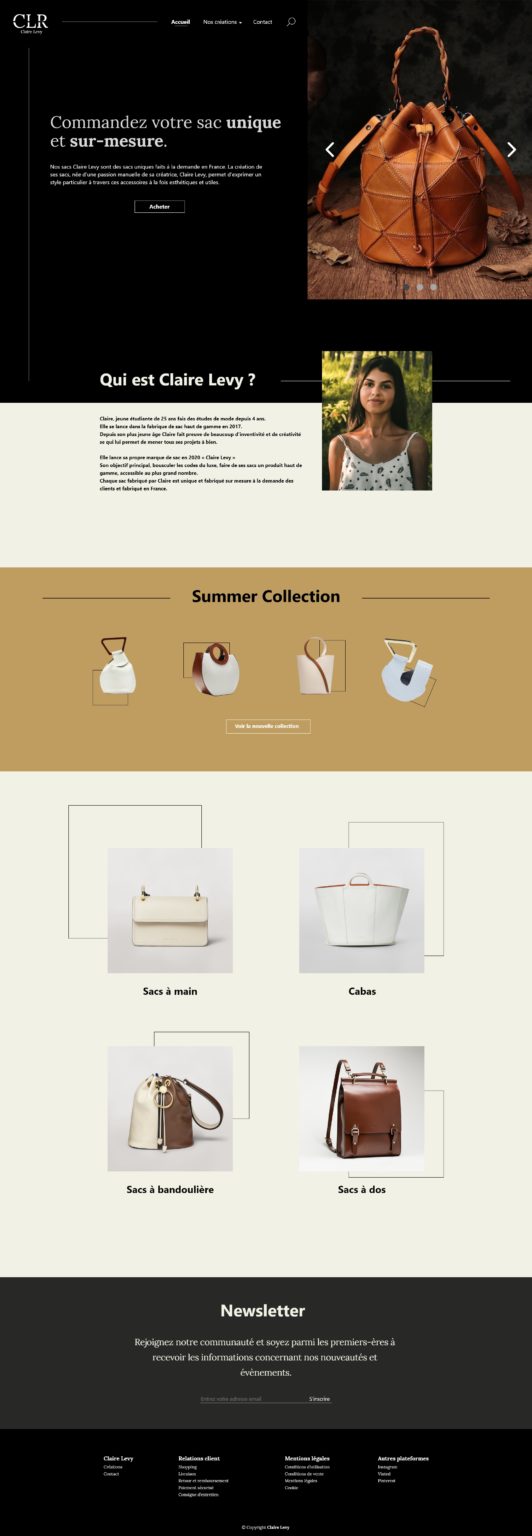 CLR
Claire Levy
Accueil
Nos créations
Contact
Commandez votre sac unique
et sur-mesure.
Nos sacs Claire Levy sont des sacs uniques faits à la demande en France. La création de
ses sacs, née d'une passion manuelle de sa créatrice, Claire Levy, permet d'exprimer un
style particulier à travers ces accessoires à la fois esthétiques et utiles.
Acheter
Qui est Claire Levy ?
Claire, jeune étudiante de 25 ans fais des études de mode depuis 4 ans.
Elle se lance dans la fabrique de sac haut de gamme en 2017.
Depuis son plus jeune âge Claire fait preuve de beaucoup d'inventivité et de créativité
se qui lui permet de mener tous ses projets à bien.
Elle lance sa propre marque de sac en 2020 « Claire Levy »
Son objectif principal, bousculer les codes du luxe, faire de ses sacs un produit haut de
gamme, accessible au plus grand nombre.
Chaque sac fabriqué par Claire est unique et fabriqué sur mesure à la demande des
clients et fabriqué en France.
Summer Collection
Voir la nouvelle collection
Sacs à main
Cabas
Sacs à bandoulière
Sacs à dos
Newsletter
Rejoignez notre communauté et soyez parmi les premiers-ères à
recevoir les informations concernant nos nouveautés et
évènements.
Entrez votre adresse email
S'inscrire
Claire Levy
Créations
Contact
Relations client
Shopping
Livraison
Retour et remboursement
Paiement sécurisé
Consigne d'entretien
Mentions légales
Conditions d'utilisation
Conditions de vente
Mentions légales
Cookie
Autres plateformes
Instagram
Vinted
Pinterest
© Copyright Claire Levy